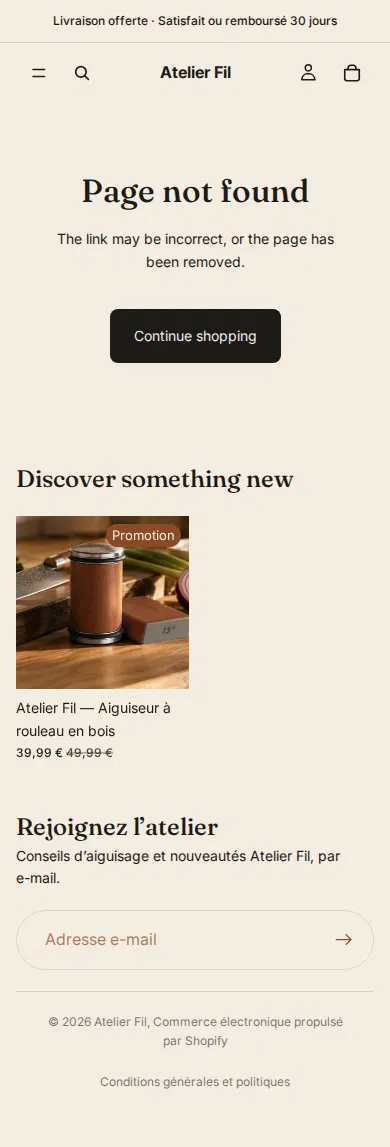 Livraison offerte · Satisfait ou remboursé 30 jours
Atelier Fil
Page not found
The link may be incorrect, or the page has
been removed.
Continue shopping
Discover something new
Promotion
15°
Atelier Fil — Aiguiseur à
rouleau en bois
39,99 € 49,99 €
Rejoignez l’atelier
Conseils d’aiguisage et nouveautés Atelier Fil, par
e-mail.
Adresse e-mail
© 2026 Atelier Fil, Commerce électronique propulsé
par Shopify
Conditions générales et politiques